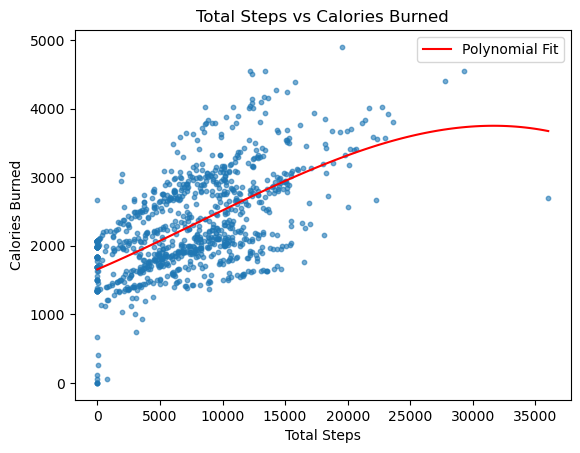 Total Steps vs Calories Burned
Polynomial Fit
5000
4000
3000
2000
1000
0
Calories Burned
0 5000 10000 15000 20000 25000 30000 35000
Total Steps